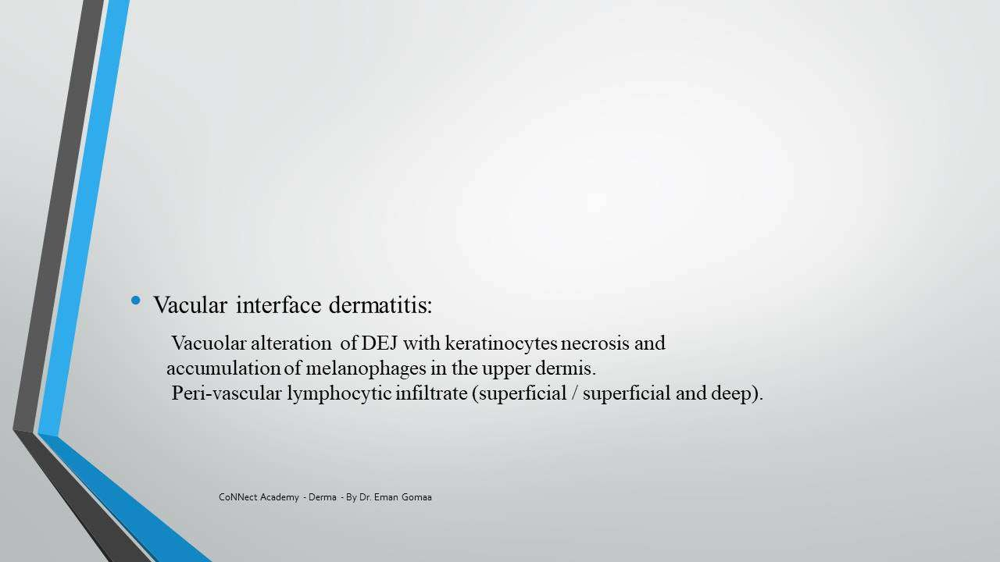 Vacular interface dermatitis:
Vacuolar alteration of DEJ with keratinocytes necrosis and
accumulation of melanophages in the upper dermis.
Peri-vascular lymphocytic infiltrate (superficial / superficial and deep).
CoNNect Academy - Derma - By Dr. Eman Gomaa